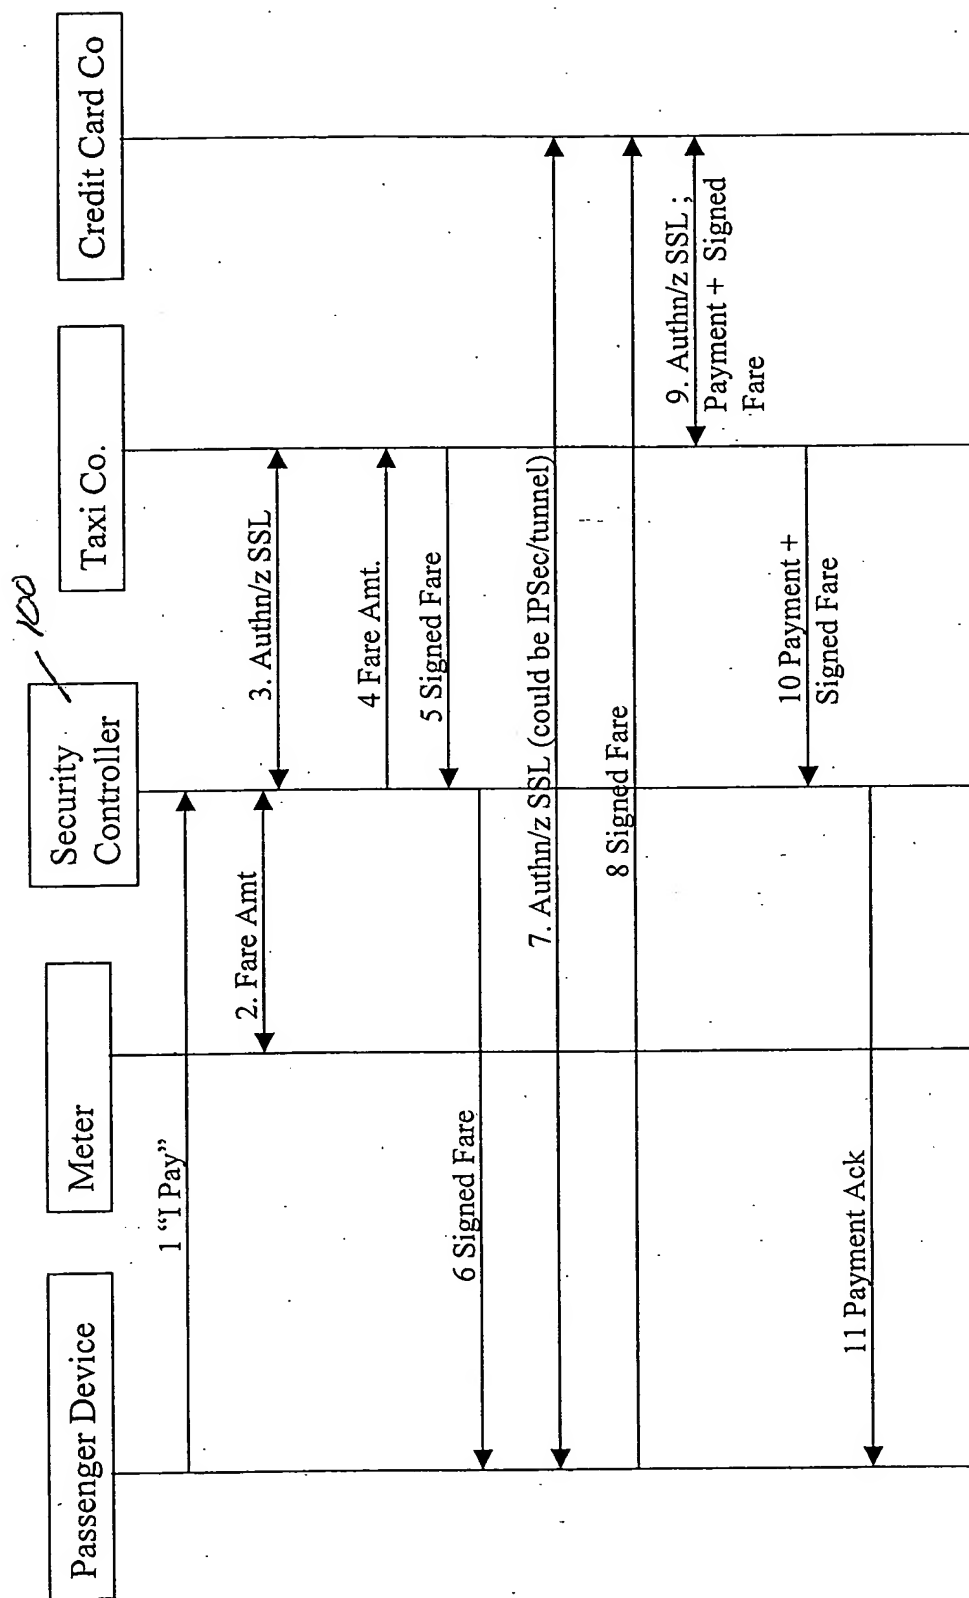 Passenger Device
Meter
Security
Controller
100
Taxi Co.
Credit Card Co
1 “I Pay”
2. Fare Amt
3. Authn/z SSL
4 Fare Amt.
5 Signed Fare
6 Signed Fare
7. Authn/z SSL (could be IPSec/tunnel)
8 Signed Fare
9. Authn/z SSL ;
Payment + Signed
Fare
10 Payment +
Signed Fare
11 Payment Ack